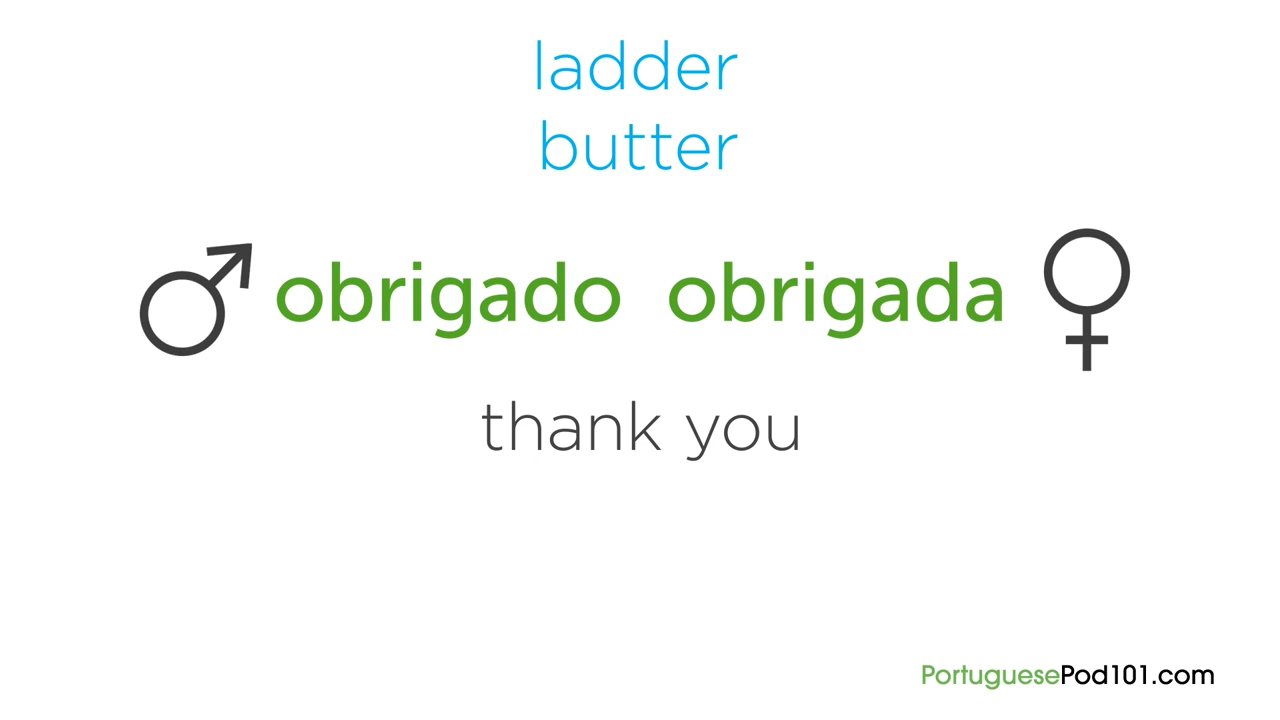 ladder
butter
obrigado obrigada
thank you
PortuguesePod101.com